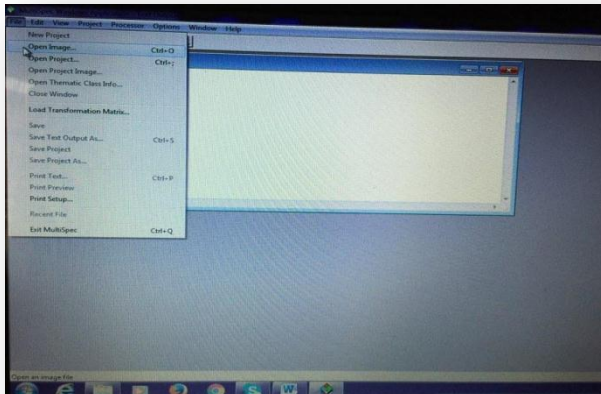 File Edit View Project Processor Options Window Help
New Project
Open Image... Ctrl+O
Open Project... Ctrl+;
Open Project Image...
Open Thematic Class Info...
Close Window
Load Transformation Matrix...
Save
Save Text Output As... Ctrl+S
Save Project
Save Project As...
Print Text... Ctrl+P
Print Preview
Print Setup...
Recent File
Exit MultiSpec Ctrl+Q
Open an image file